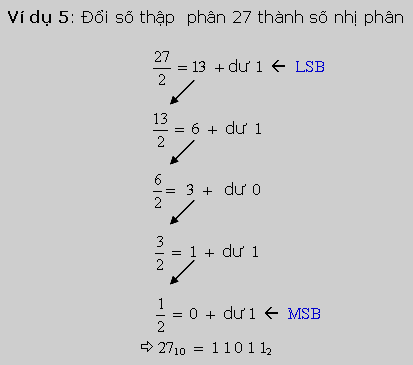 Ví dụ 5: Đổi số thập phân 27 thành số nhị phân
27/2 = 13 + dư 1 ← LSB
13/2 = 6 + dư 1
6/2 = 3 + dư 0
3/2 = 1 + dư 1
1/2 = 0 + dư 1 ← MSB
⇨ 27₁₀ = 1 1 0 1 1₂